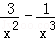 3/x² − 1/x³